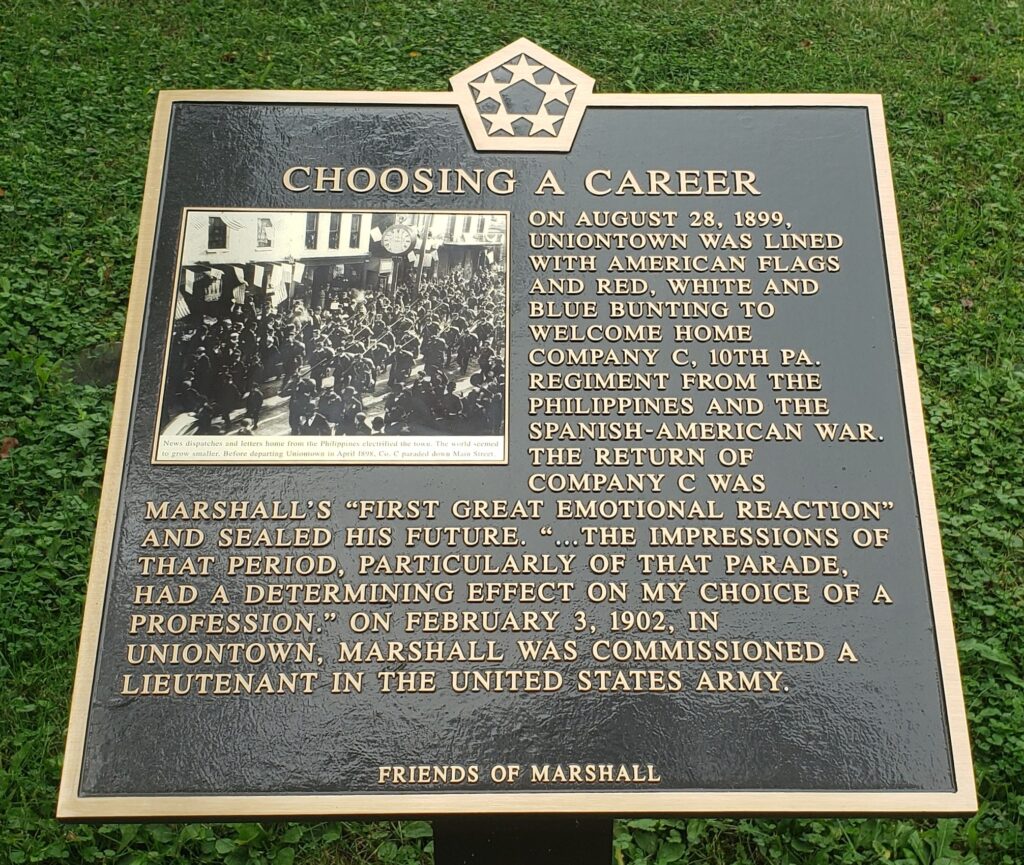 CHOOSING A CAREER
ON AUGUST 28, 1899,
UNIONTOWN WAS LINED
WITH AMERICAN FLAGS
AND RED, WHITE AND
BLUE BUNTING TO
WELCOME HOME
COMPANY C, 10TH PA.
REGIMENT FROM THE
PHILIPPINES AND THE
SPANISH-AMERICAN WAR.
THE RETURN OF
COMPANY C WAS
MARSHALL'S “FIRST GREAT EMOTIONAL REACTION”
AND SEALED HIS FUTURE. “...THE IMPRESSIONS OF
THAT PERIOD, PARTICULARLY OF THAT PARADE,
HAD A DETERMINING EFFECT ON MY CHOICE OF A
PROFESSION.” ON FEBRUARY 3, 1902, IN
UNIONTOWN, MARSHALL WAS COMMISSIONED A
LIEUTENANT IN THE UNITED STATES ARMY.
News dispatches and letters home from the Philippines electrified the town. The world seemed
to grow smaller. Before departing Uniontown in April 1898, Co. C paraded down Main Street.
FRIENDS OF MARSHALL